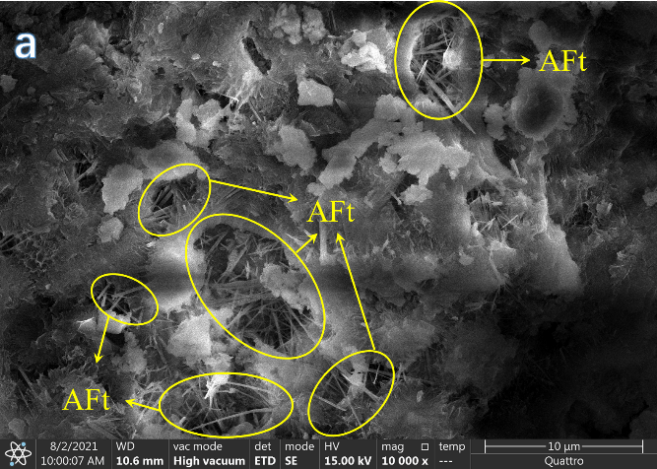 a
AFt
AFt
AFt
8/2/2021 WD vac mode det mode HV mag □ temp
10:00:07 AM 10.6 mm High vacuum ETD SE 15.00 kV 10 000 x ---
10 µm
Quattro